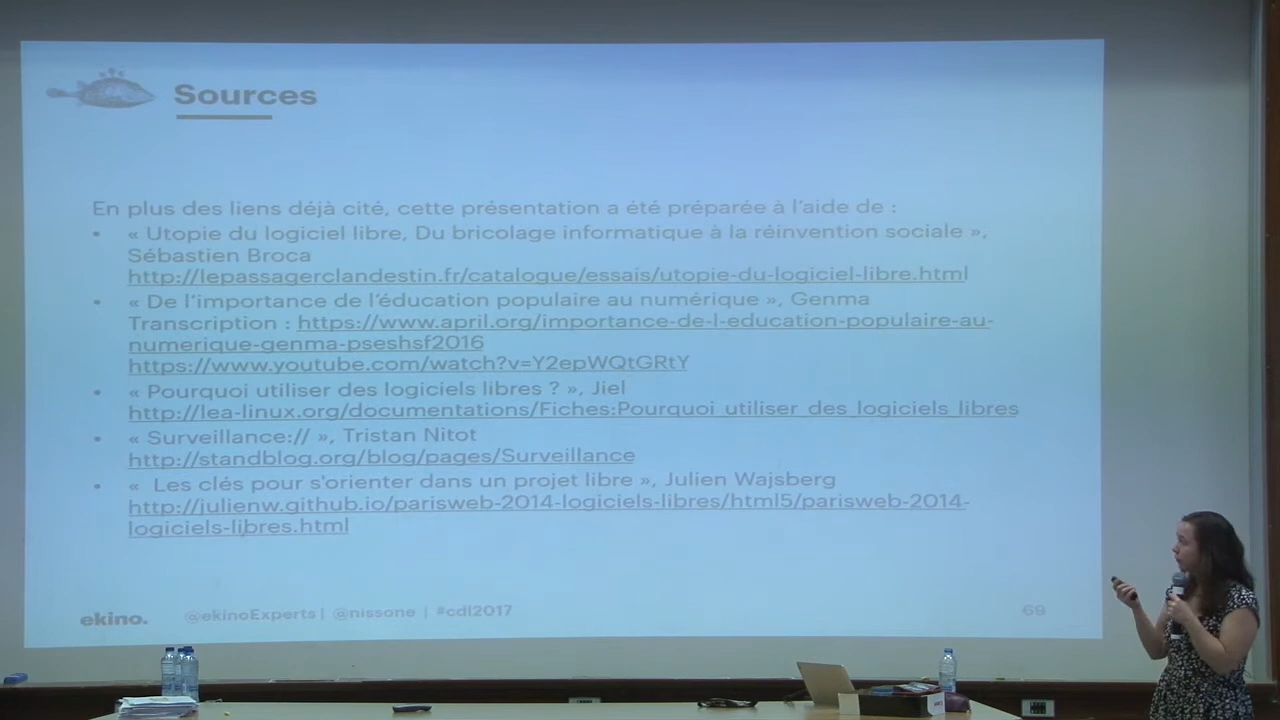 Sources
En plus des liens déjà cité, cette présentation a été préparée à l'aide de :
• « Utopie du logiciel libre, Du bricolage informatique à la réinvention sociale »,
Sébastien Broca
http://lepassagerclandestin.fr/catalogue/essais/utopie-du-logiciel-libre.html
• « De l'importance de l'éducation populaire au numérique », Genma
Transcription : https://www.april.org/importance-de-l-education-populaire-au-
numerique-genma-pseshsf2016
https://www.youtube.com/watch?v=Y2epWQtGRtY
• « Pourquoi utiliser des logiciels libres ? », Jiel
http://lea-linux.org/documentations/Fiches:Pourquoi_utiliser_des_logiciels_libres
• « Surveillance:// », Tristan Nitot
http://standblog.org/blog/pages/Surveillance
• « Les clés pour s'orienter dans un projet libre », Julien Wajsberg
http://julienw.github.io/parisweb-2014-logiciels-libres/html5/parisweb-2014-
logiciels-libres.html
ekino. @ekinoExperts | @nissone | #cdl2017 69